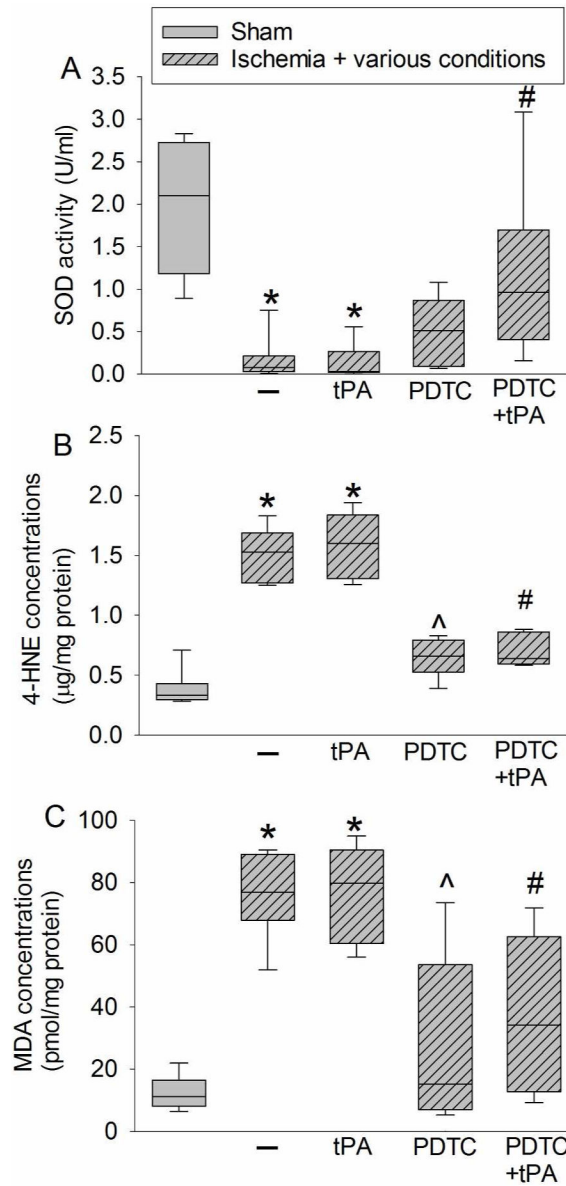 Sham
Ischemia + various conditions
A
SOD activity (U/ml)
3.5
3.0
2.5
2.0
1.5
1.0
0.5
0.0
*
*
#
– tPA PDTC PDTC
+tPA
B
4-HNE concentrations
(µg/mg protein)
2.5
2.0
1.5
1.0
0.5
0.0
*
*
^
#
– tPA PDTC PDTC
+tPA
C
MDA concentrations
(pmol/mg protein)
100
80
60
40
20
0
*
*
^
#
– tPA PDTC PDTC
+tPA